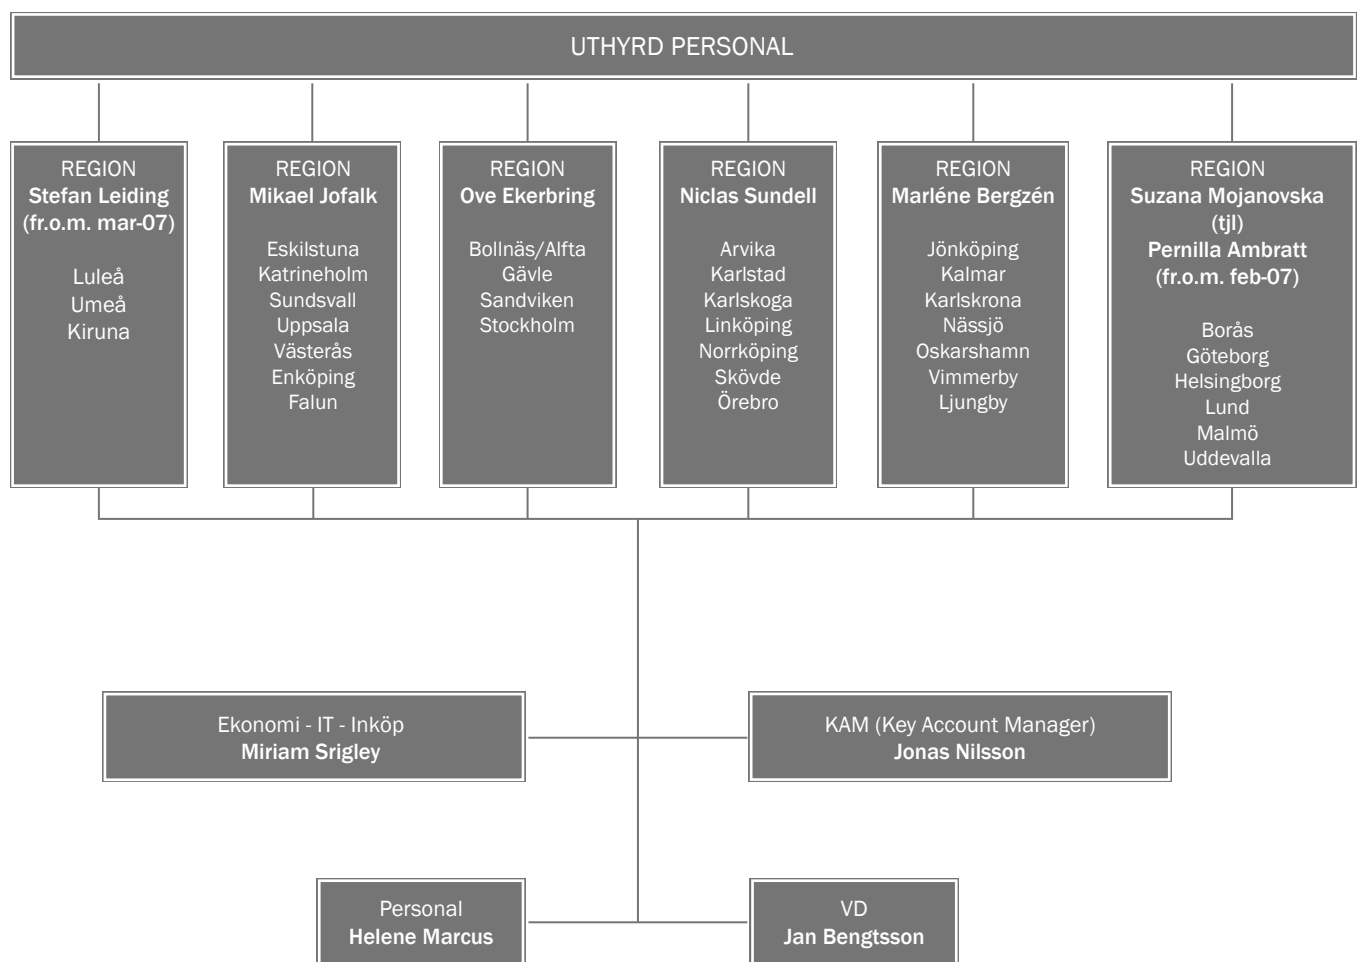 UTHYRD PERSONAL
REGION
Stefan Leiding
(fr.o.m. mar-07)
Luleå
Umeå
Kiruna
REGION
Mikael Jofalk
Eskilstuna
Katrineholm
Sundsvall
Uppsala
Västerås
Enköping
Falun
REGION
Ove Ekerbring
Bollnäs/Alfta
Gävle
Sandviken
Stockholm
REGION
Niclas Sundell
Arvika
Karlstad
Karlskoga
Linköping
Norrköping
Skövde
Örebro
REGION
Marléne Bergzén
Jönköping
Kalmar
Karlskrona
Nässjö
Oskarshamn
Vimmerby
Ljungby
REGION
Suzana Mojanovska
(tjl)
Pernilla Ambratt
(fr.o.m. feb-07)
Borås
Göteborg
Helsingborg
Lund
Malmö
Uddevalla
Ekonomi - IT - Inköp
Miriam Srigley
KAM (Key Account Manager)
Jonas Nilsson
Personal
Helene Marcus
VD
Jan Bengtsson